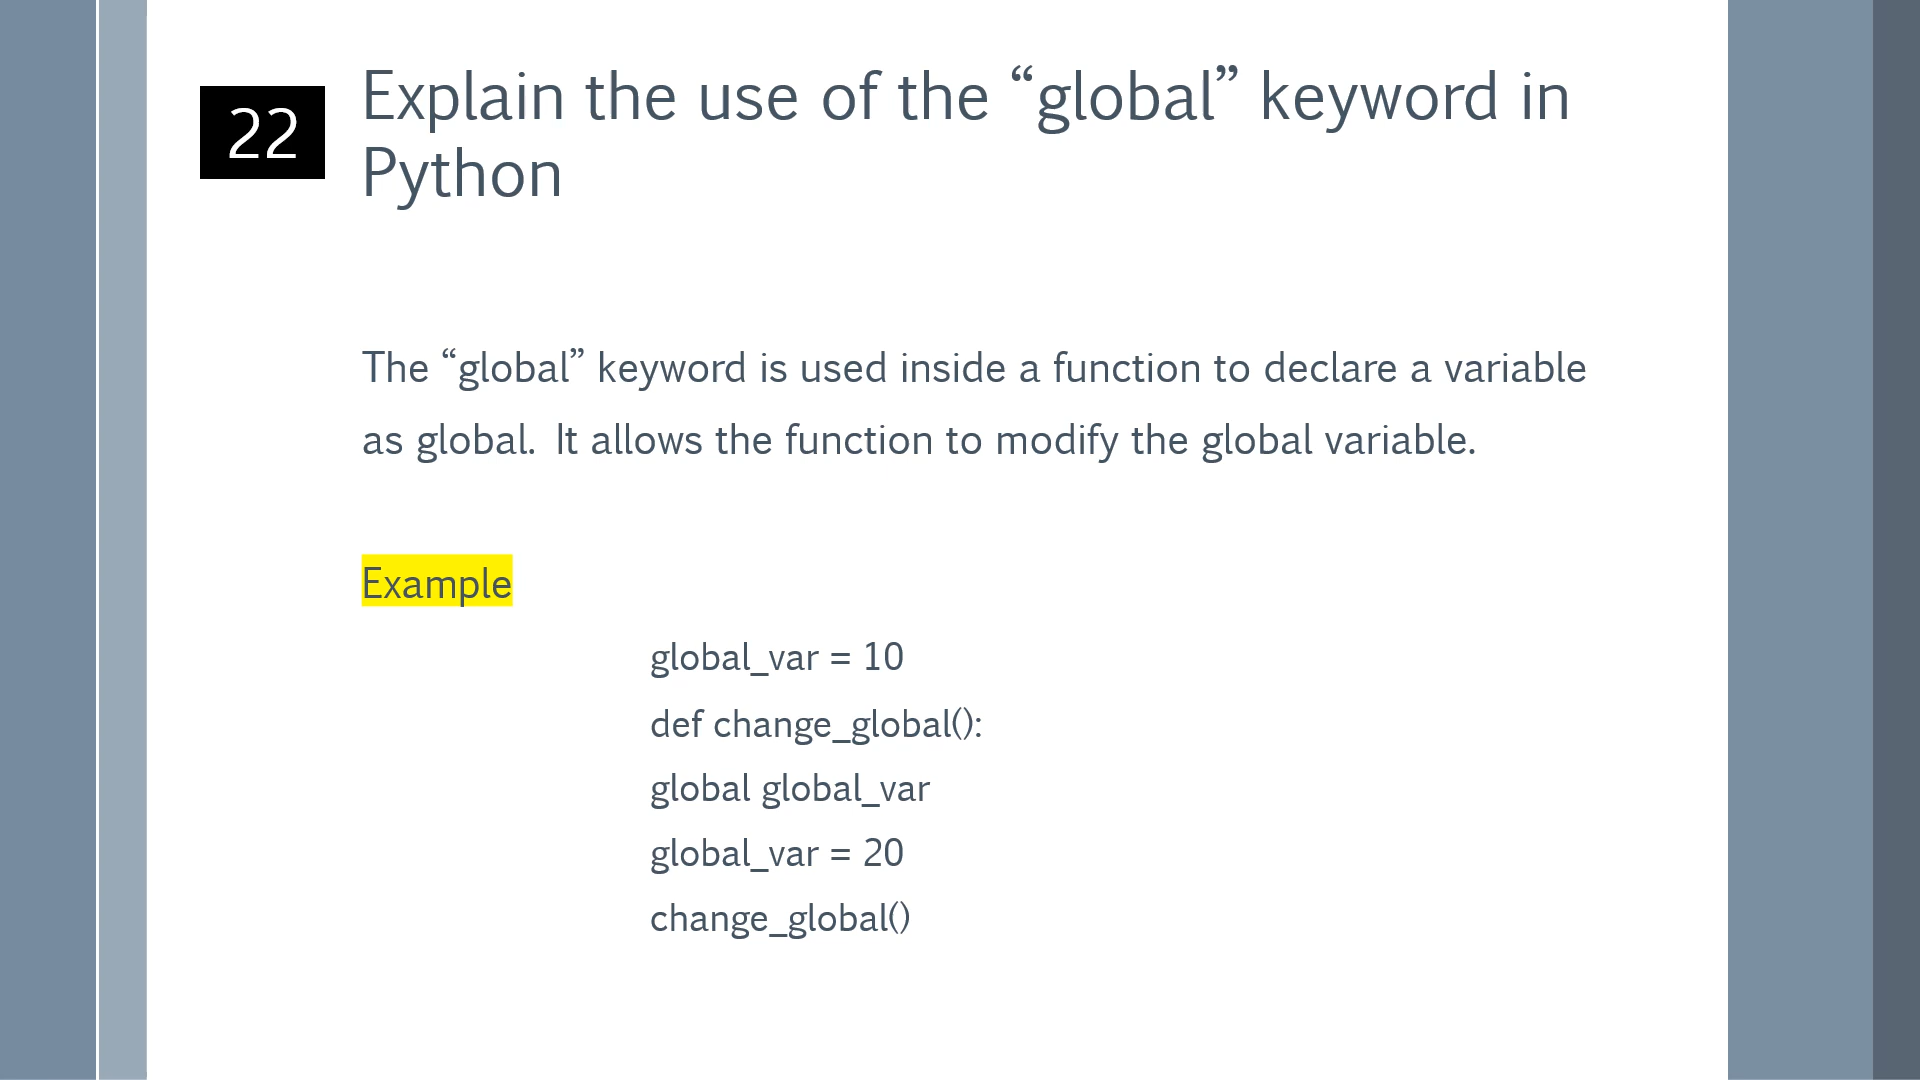 22
Explain the use of the “global” keyword in
Python
The “global” keyword is used inside a function to declare a variable
as global.  It allows the function to modify the global variable.
Example
global_var = 10
def change_global():
global global_var
global_var = 20
change_global()